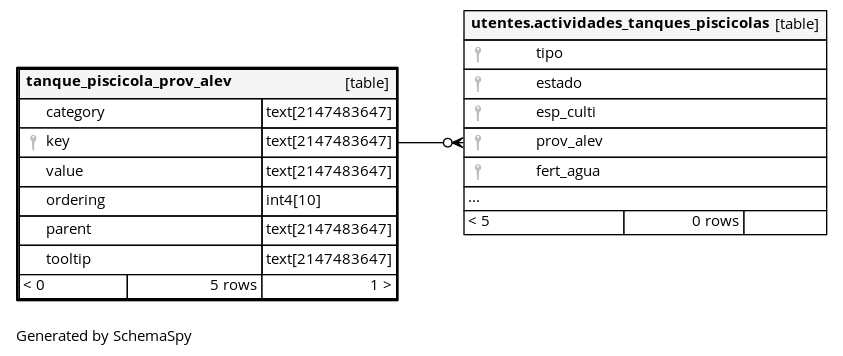 tanque_piscicola_prov_alev [table]
category text[2147483647]
key text[2147483647]
value text[2147483647]
ordering int4[10]
parent text[2147483647]
tooltip text[2147483647]
< 0 5 rows 1 >
utentes.actividades_tanques_piscicolas [table]
tipo
estado
esp_culti
prov_alev
fert_agua
...
< 5 0 rows
Generated by SchemaSpy